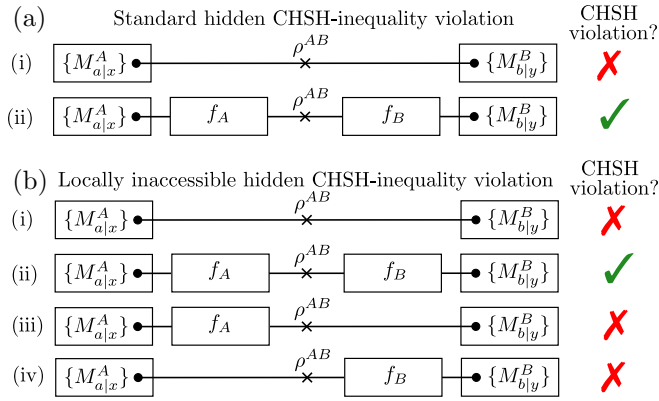 (a) Standard hidden CHSH-inequality violation CHSH violation?
(i) {M^A_{a|x}} ρ^{AB} {M^B_{b|y}} ✗
(ii) {M^A_{a|x}} f_A ρ^{AB} f_B {M^B_{b|y}} ✓
(b) Locally inaccessible hidden CHSH-inequality violation CHSH violation?
(i) {M^A_{a|x}} ρ^{AB} {M^B_{b|y}} ✗
(ii) {M^A_{a|x}} f_A ρ^{AB} f_B {M^B_{b|y}} ✓
(iii) {M^A_{a|x}} f_A ρ^{AB} {M^B_{b|y}} ✗
(iv) {M^A_{a|x}} ρ^{AB} f_B {M^B_{b|y}} ✗